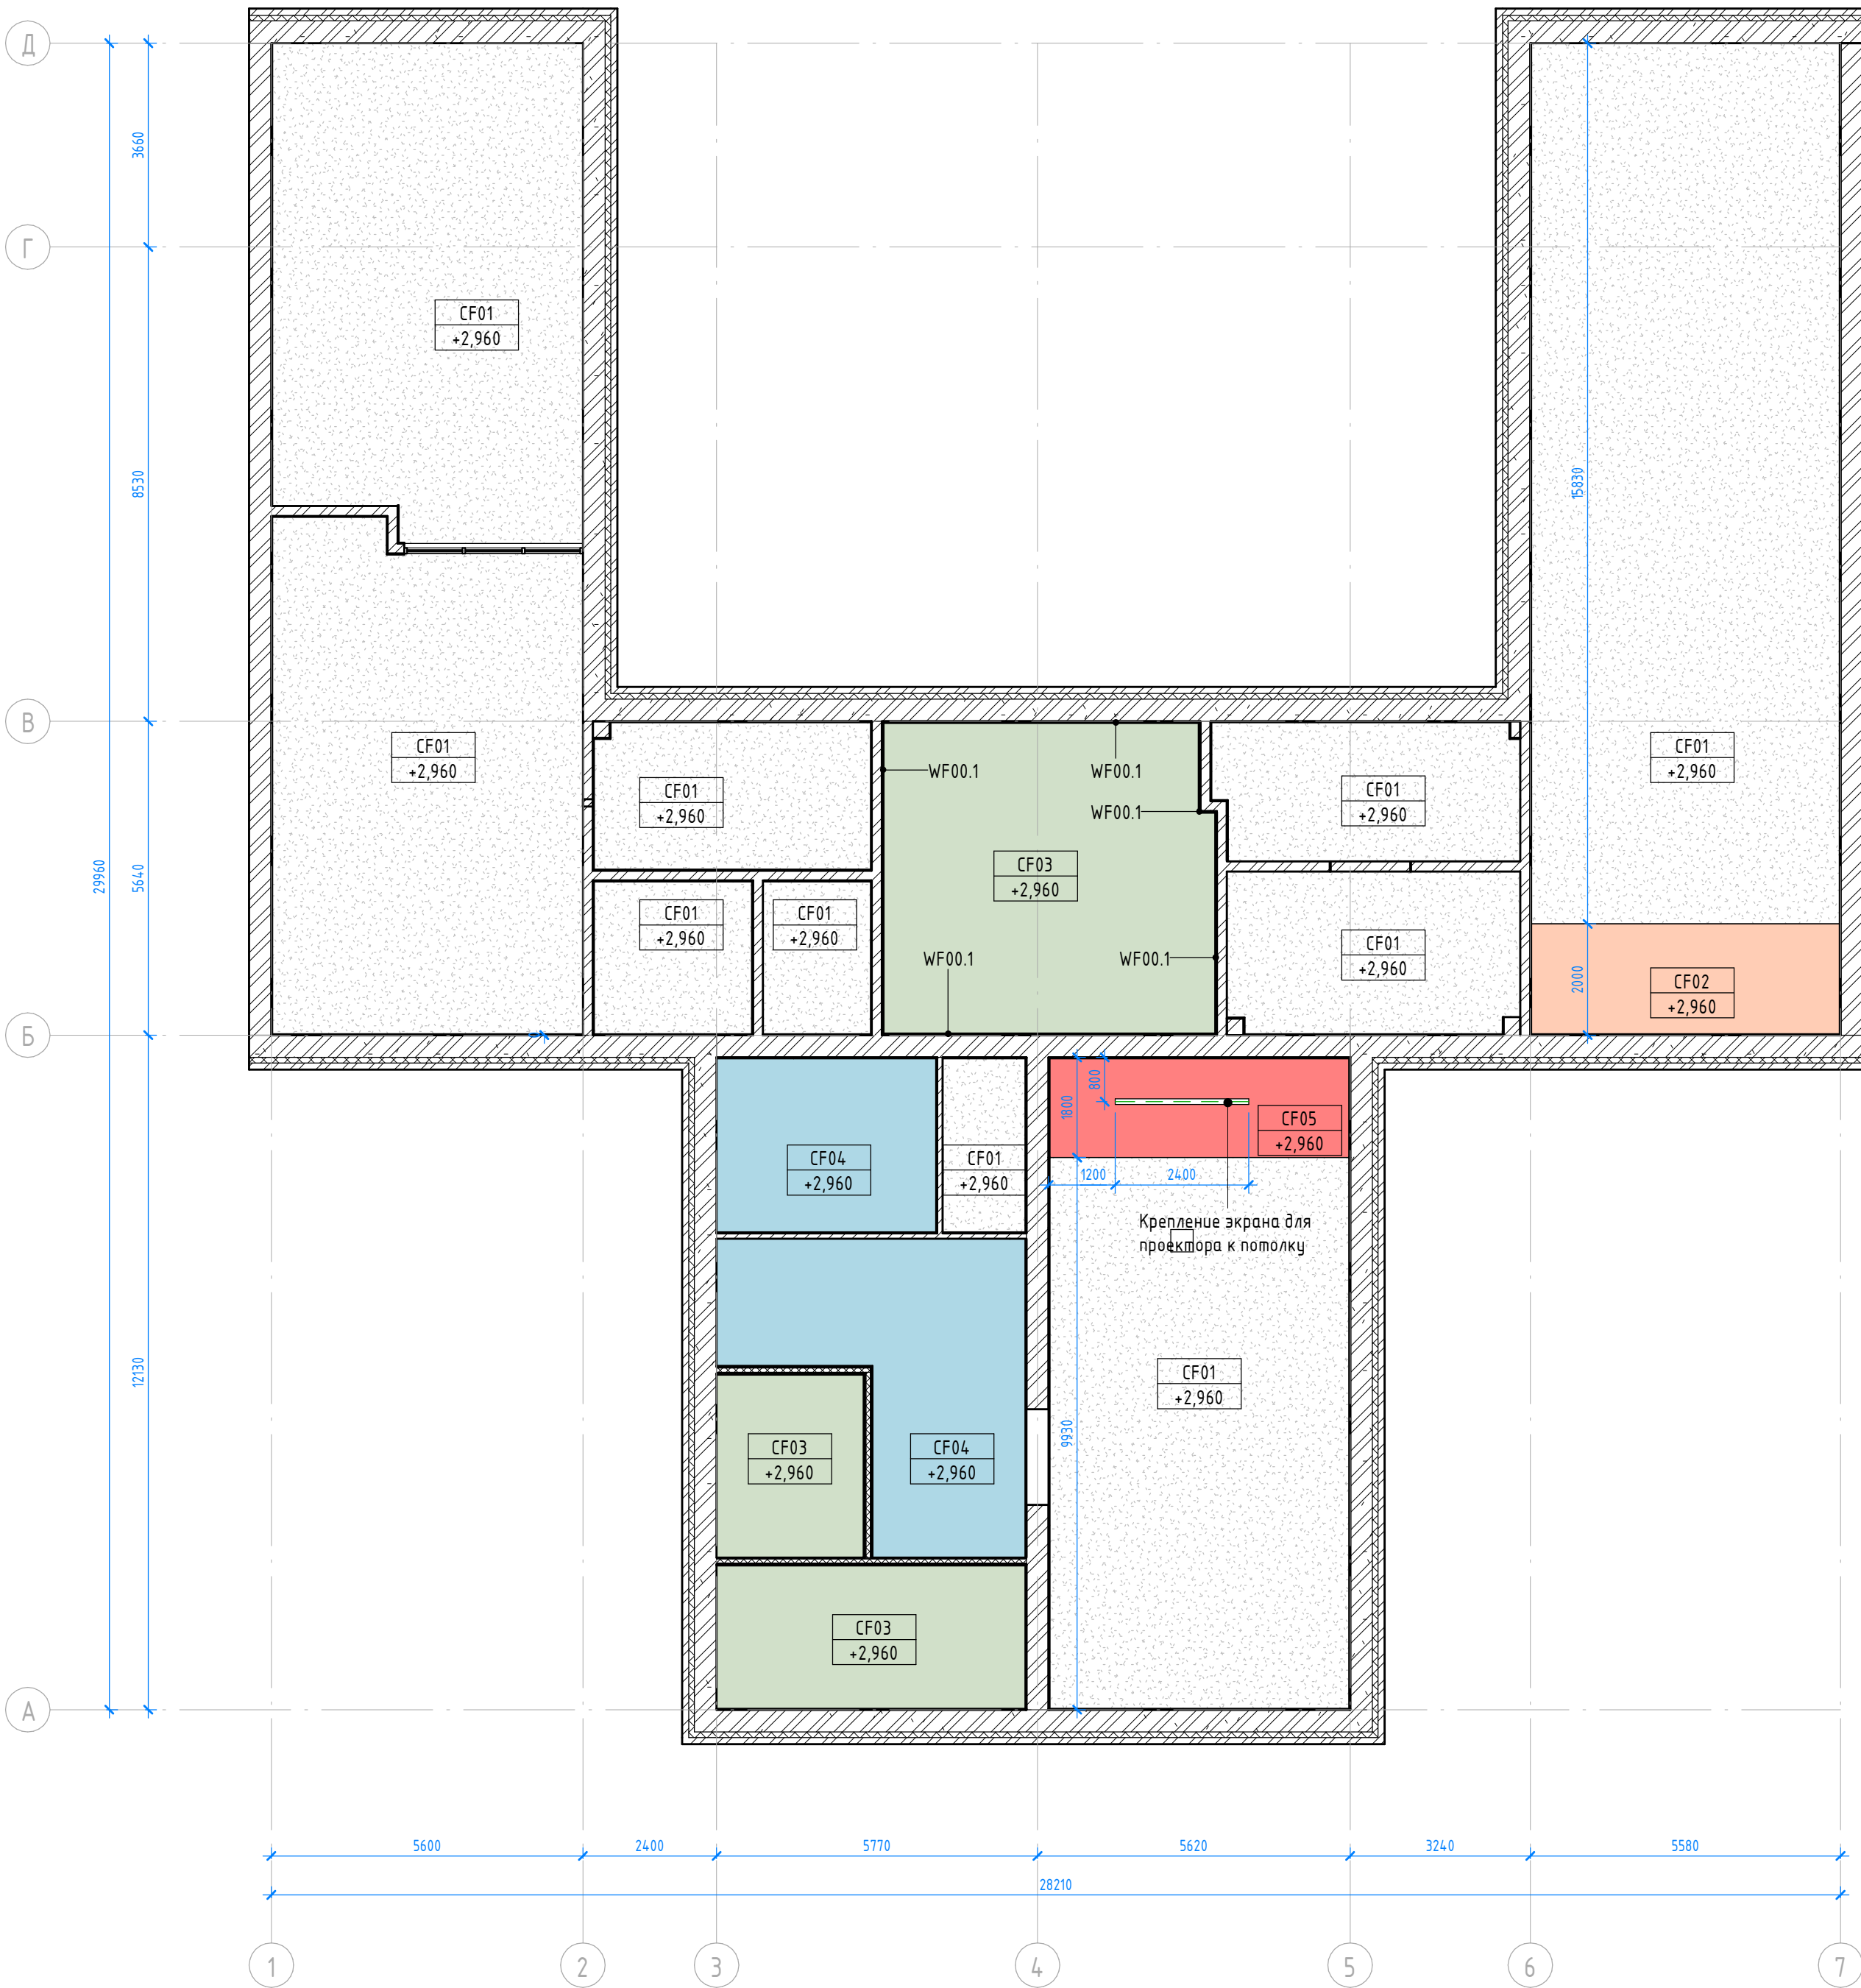 Д
3660
Г
CF01
+2,960
8530
15830
В
CF01
+2,960
CF01
+2,960
WF00.1
WF00.1
WF00.1
CF01
+2,960
CF01
+2,960
29960
5640
CF03
+2,960
CF01
+2,960
CF01
+2,960
WF00.1
WF00.1
CF01
+2,960
2000
CF02
+2,960
Б
1800
800
CF05
+2,960
CF04
+2,960
CF01
+2,960
1200
2400
Крепление экрана для
проектора к потолку
12130
CF01
+2,960
9930
CF03
+2,960
CF04
+2,960
CF03
+2,960
А
5600
2400
5770
5620
3240
5580
28210
1
2
3
4
5
6
7